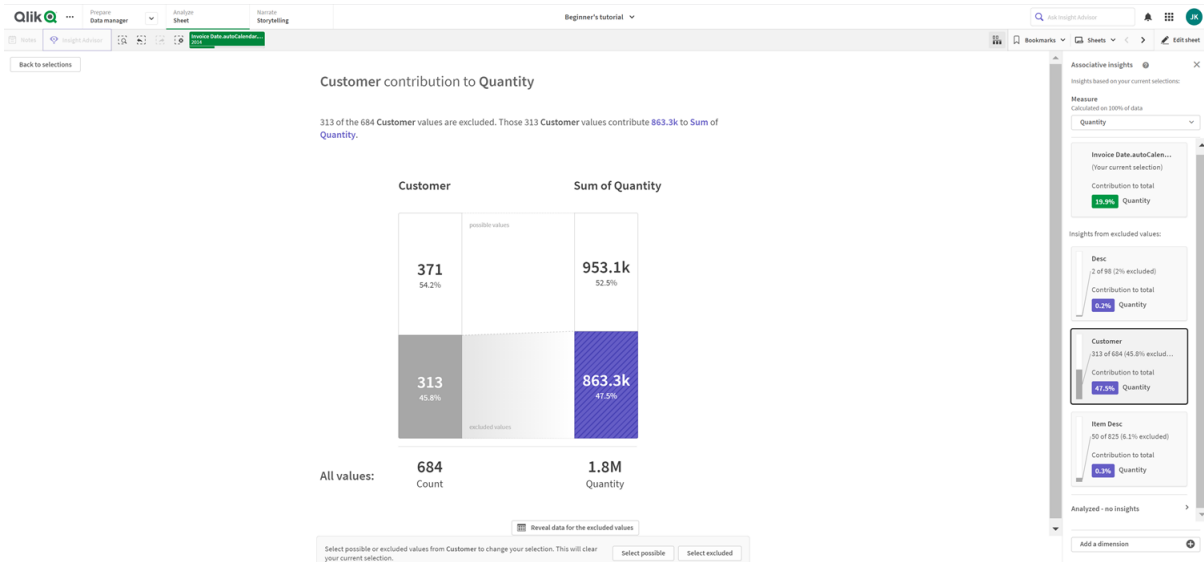 Qlik
Prepare
Data manager
Analyze
Sheet
Narrate
Storytelling
Beginner's tutorial
Ask Insight Advisor
JK
Notes
Insight Advisor
Invoice Date.autoCalendar....
2014
Bookmarks
Sheets
Edit sheet
Back to selections
Customer contribution to Quantity
313 of the 684 Customer values are excluded. Those 313 Customer values contribute 863.3k to Sum of
Quantity.
Customer
Sum of Quantity
possible values
371
54.2%
953.1k
52.5%
313
45.8%
863.3k
47.5%
excluded values
All values:
684
Count
1.8M
Quantity
Reveal data for the excluded values
Select possible or excluded values from Customer to change your selection. This will clear
your current selection.
Select possible
Select excluded
Associative insights
Insights based on your current selections:
Measure
Calculated on 100% of data
Quantity
Invoice Date.autoCalen...
(Your current selection)
Contribution to total
19.9% Quantity
Insights from excluded values:
Desc
2 of 98 (2% excluded)
Contribution to total
0.2% Quantity
Customer
313 of 684 (45.8% exclud...
Contribution to total
47.5% Quantity
Item Desc
50 of 825 (6.1% excluded)
Contribution to total
0.3% Quantity
Analyzed - no insights
Add a dimension